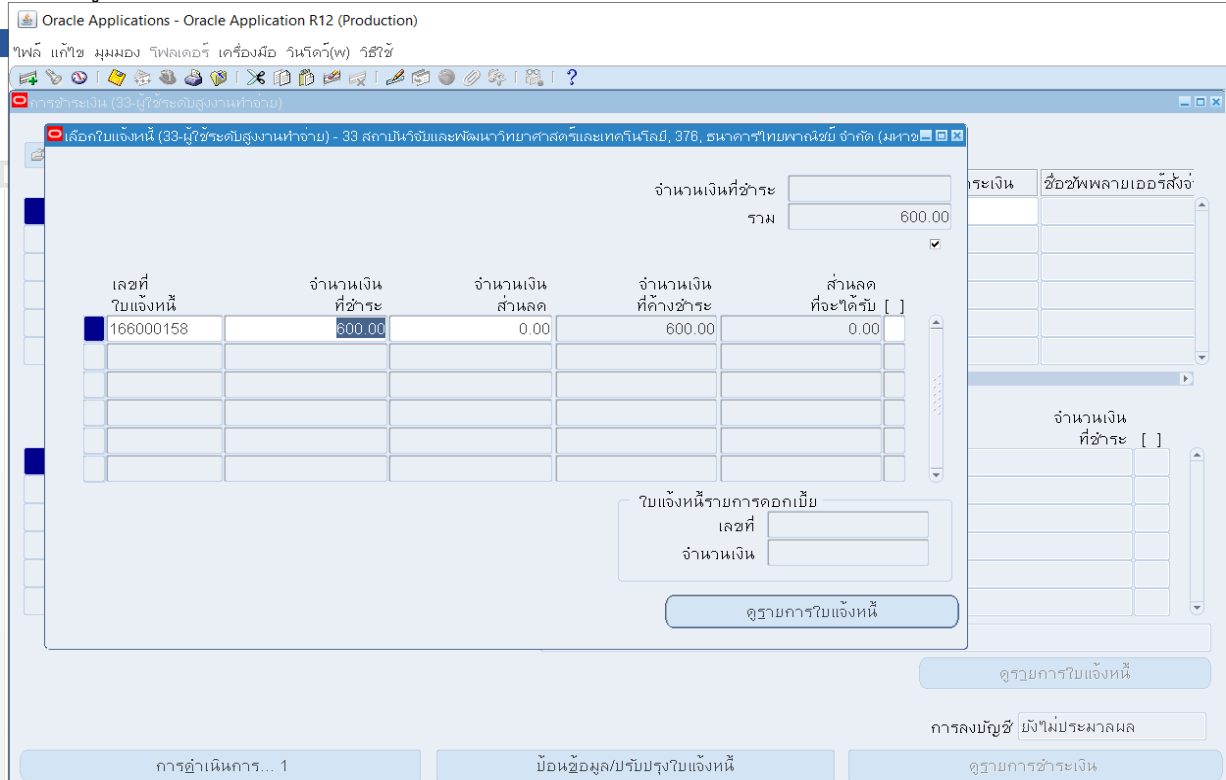 Oracle Applications - Oracle Application R12 (Production)
ไฟล์ แก้ไข มุมมอง โฟลเดอร์ เครื่องมือ วินโดว์(w) วิธีใช้
การชำระเงิน (33-ผู้ใช้ระดับสูงงานทำจ่าย)
เลือกใบแจ้งหนี้ (33-ผู้ใช้ระดับสูงงานทำจ่าย) - 33 สถาบันวิจัยและพัฒนาวิทยาศาสตร์และเทคโนโลยี, 376, ธนาคารไทยพาณิชย์ จำกัด (มหาช
จำนวนเงินที่ชำระ
ระเงิน ชื่อซัพพลายเออร์สั่งจ่
รวม 600.00
เลขที่ จำนวนเงิน จำนวนเงิน จำนวนเงิน ส่วนลด
ใบแจ้งหนี้ ที่ชำระ ส่วนลด ที่ค้างชำระ ที่จะได้รับ [ ]
166000158 600.00 0.00 600.00 0.00
จำนวนเงิน
ที่ชำระ [ ]
ใบแจ้งหนี้รายการดอกเบี้ย
เลขที่
จำนวนเงิน
ดูรายการใบแจ้งหนี้
ดูรายการใบแจ้งหนี้
การลงบัญชี ยังไม่ประมาลผล
การดำเนินการ... 1 ป้อนข้อมูล/ปรับปรุงใบแจ้งหนี้ ดูรายการชำระเงิน